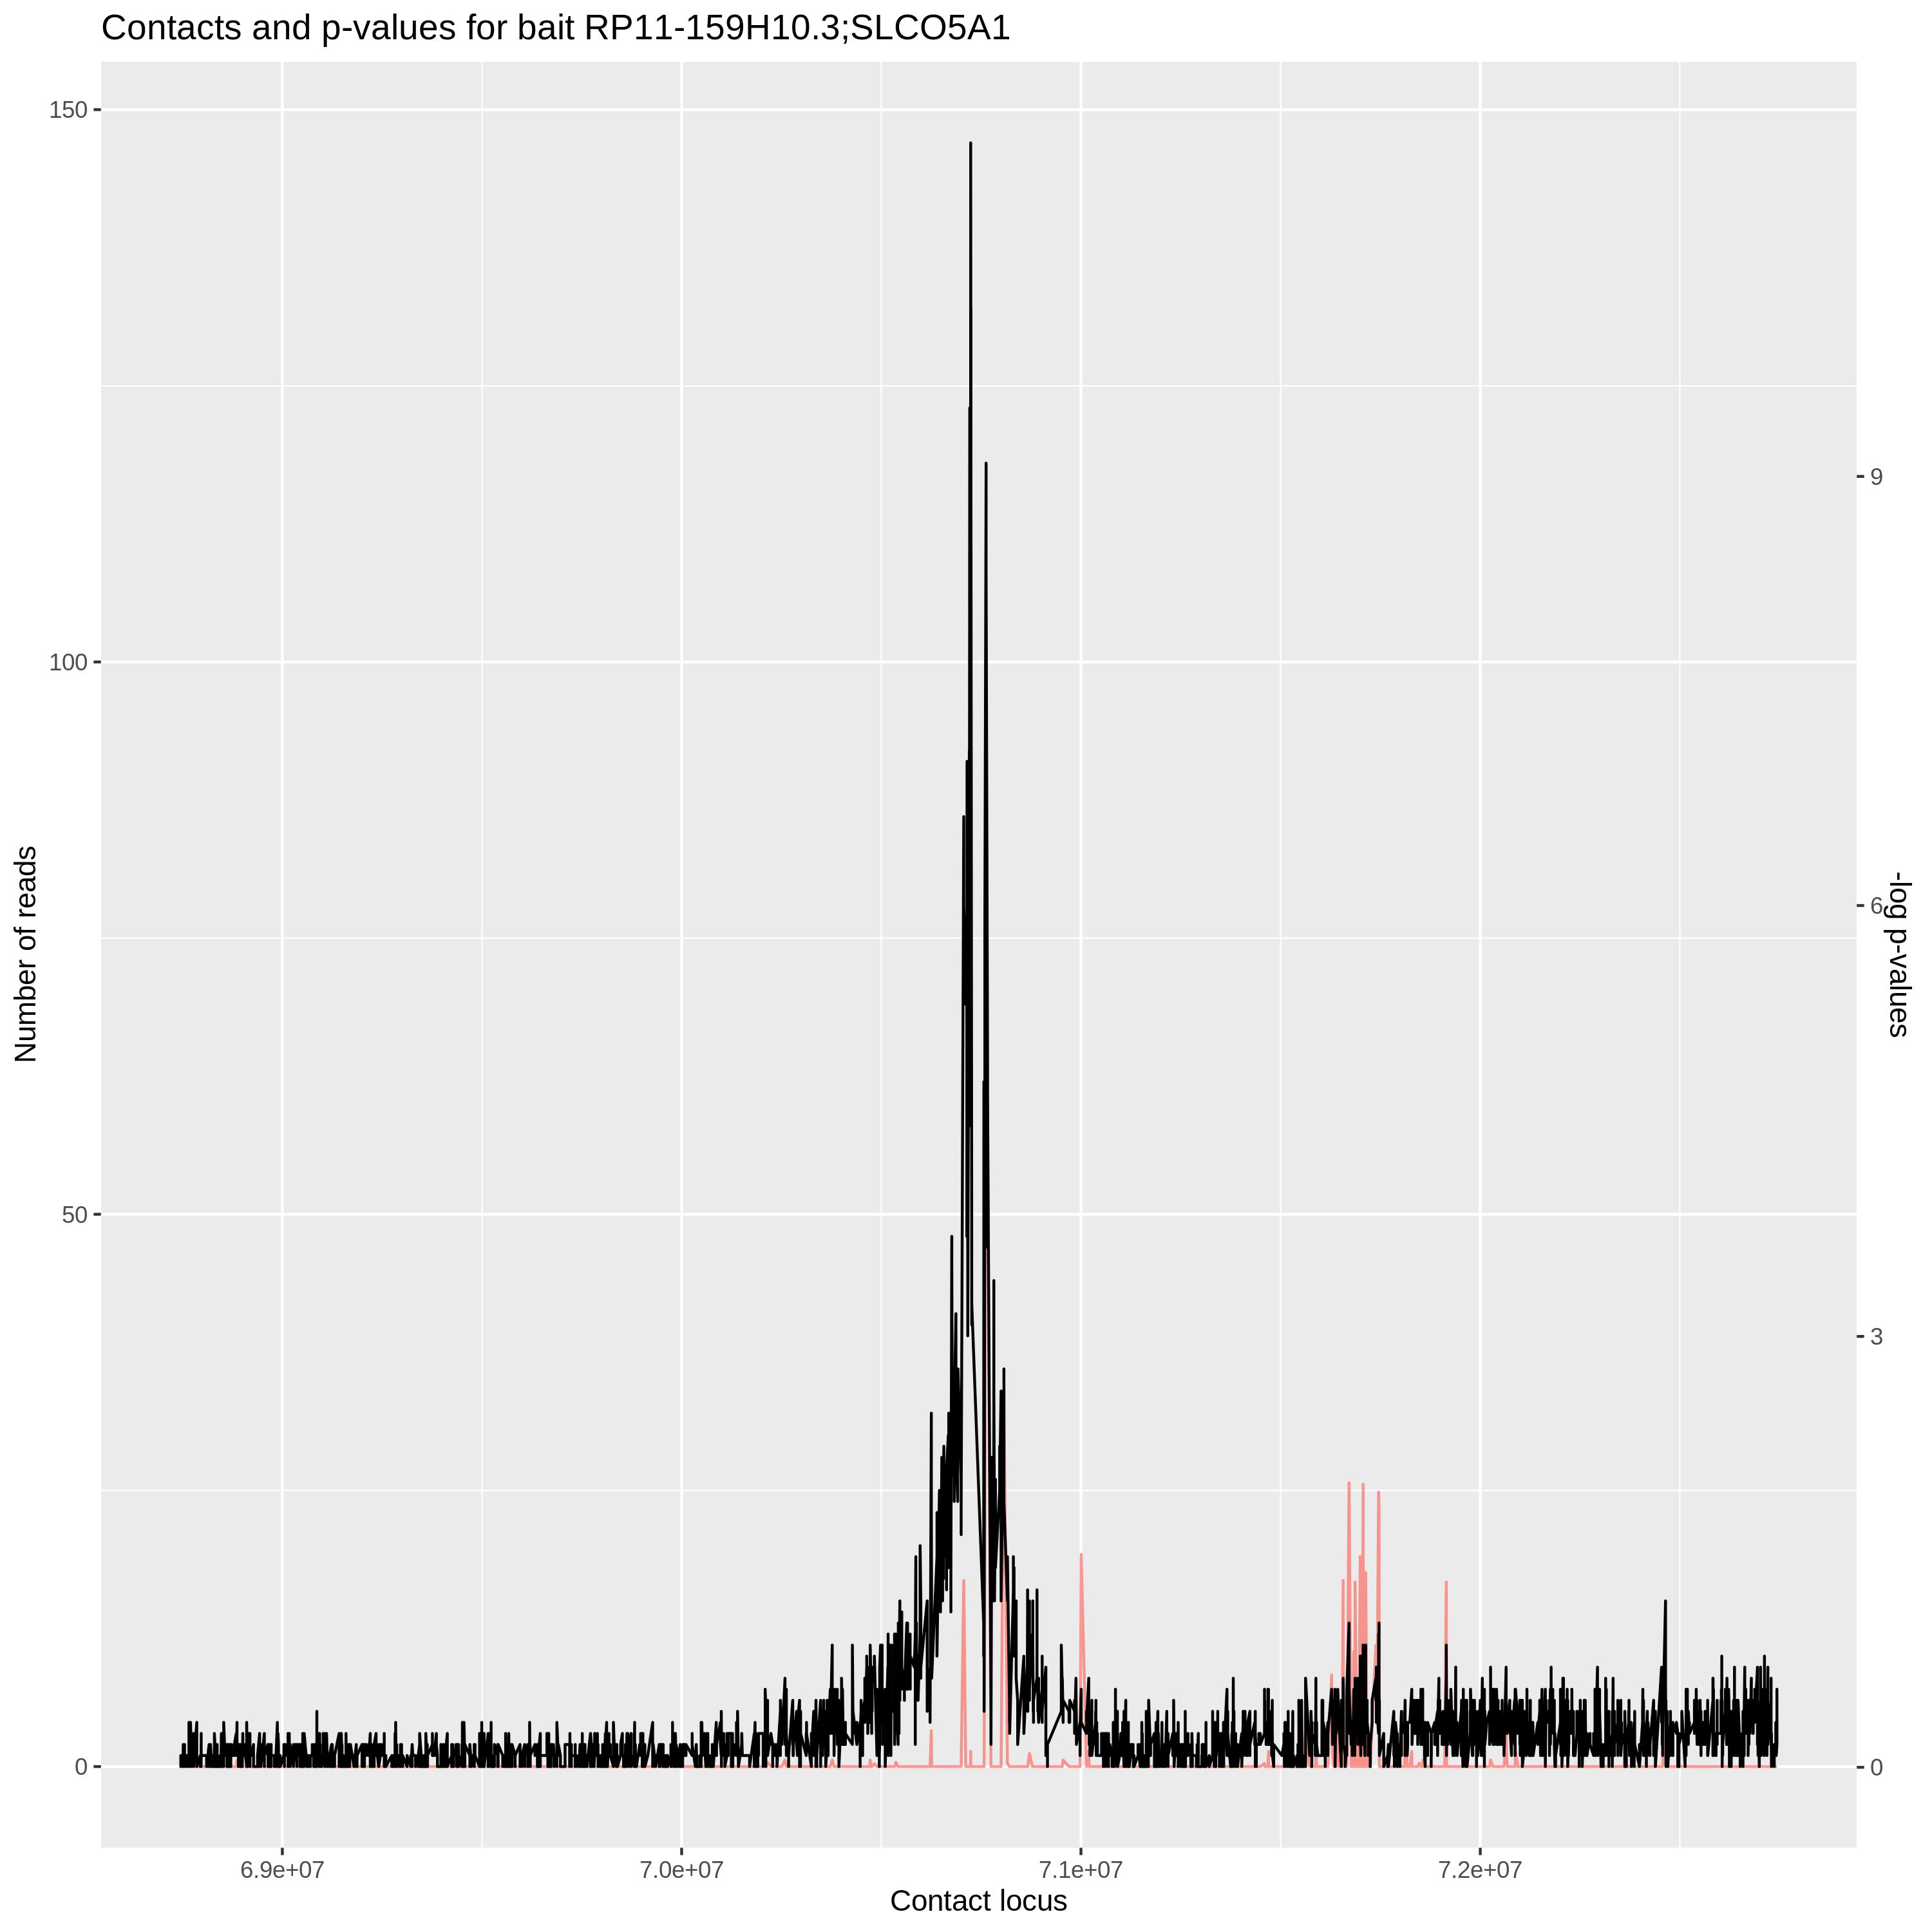 Contacts and p-values for bait RP11-159H10.3;SLCO5A1
150
100
50
0
Number of reads
9
6
3
0
-log p-values
6.9e+07 7.0e+07 7.1e+07 7.2e+07
Contact locus